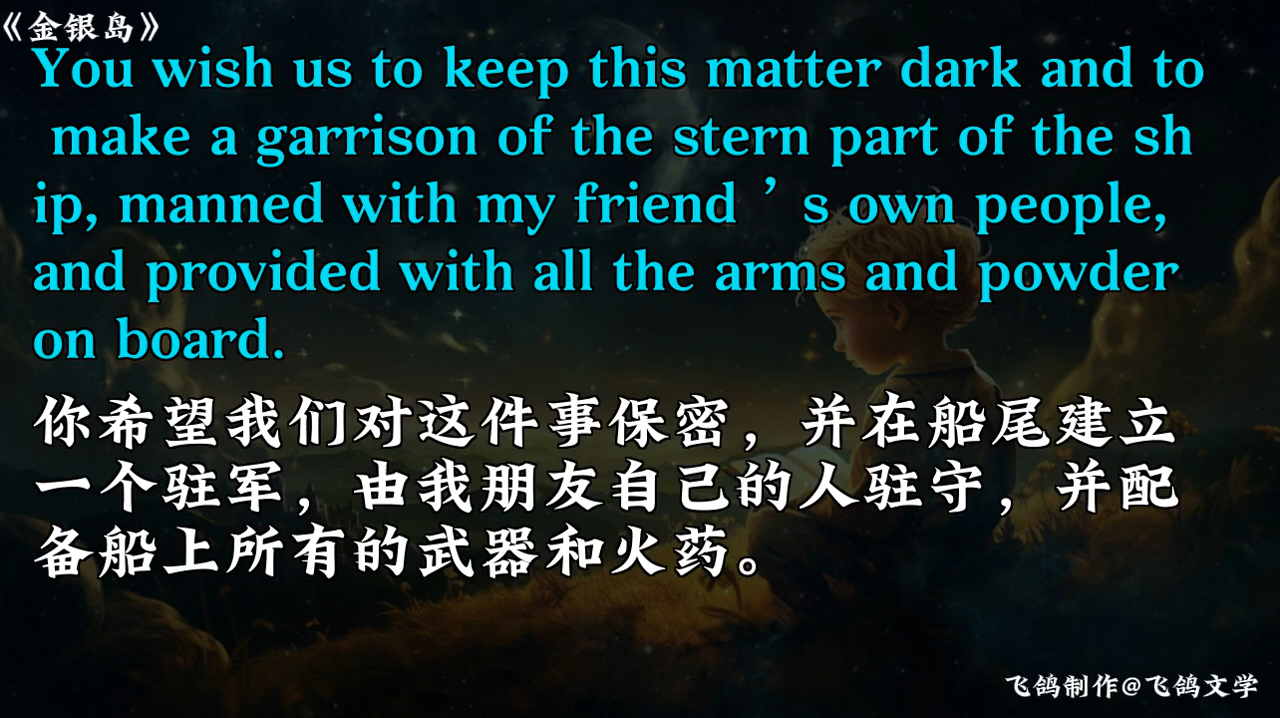 《金银岛》
You wish us to keep this matter dark and to
make a garrison of the stern part of the sh
ip, manned with my friend ’ s own people,
and provided with all the arms and powder
on board.
你希望我们对这件事保密，并在船尾建立
一个驻军，由我朋友自己的人驻守，并配
备船上所有的武器和火药。
飞鸽制作@飞鸽文学